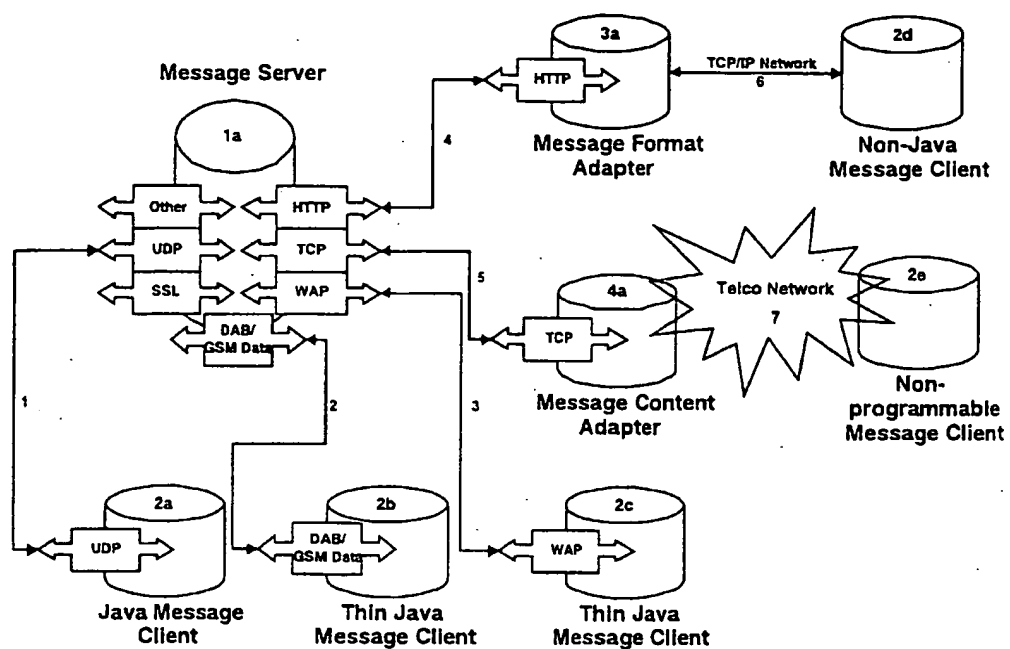 Message Server
1a
Other
HTTP
UDP
TCP
SSL
WAP
DAB/
GSM Data
3a
HTTP
Message Format
Adapter
TCP/IP Network
6
2d
Non-Java
Message Client
4
5
4a
TCP
Message Content
Adapter
Telco Network
7
2e
Non-
programmable
Message Client
1
2
3
2a
UDP
Java Message
Client
2b
DAB/
GSM Data
Thin Java
Message Client
2c
WAP
Thin Java
Message Client